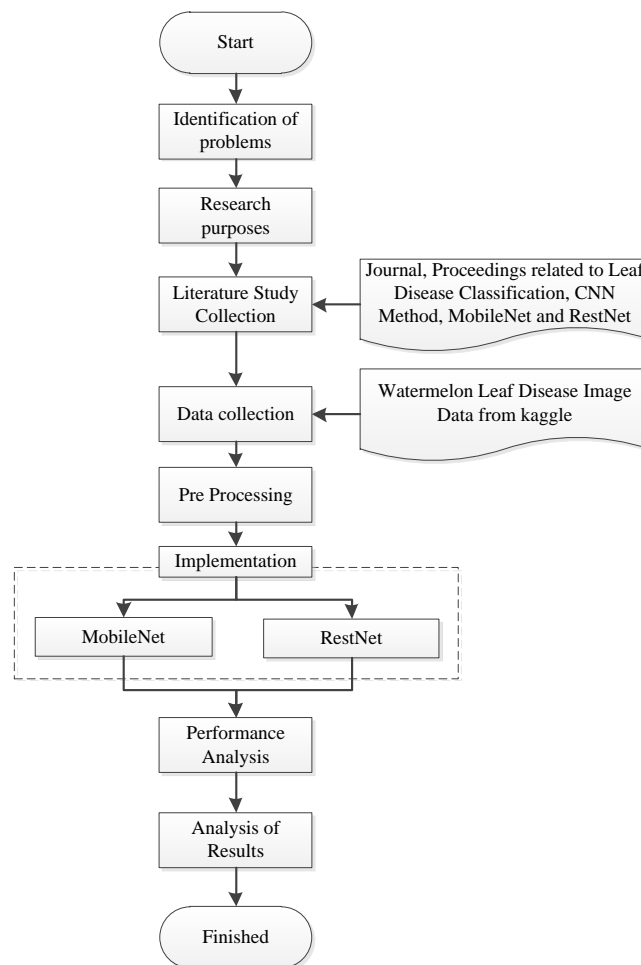 Start
Identification of
problems
Research
purposes
Literature Study
Collection
Journal, Proceedings related to Leaf
Disease Classification, CNN
Method, MobileNet and RestNet
Data collection
Watermelon Leaf Disease Image
Data from kaggle
Pre Processing
Implementation
MobileNet
RestNet
Performance
Analysis
Analysis of
Results
Finished